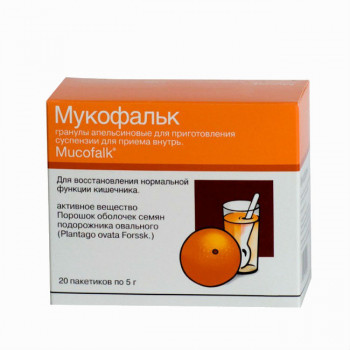 Мукофальк
гранулы апельсиновые для приготовления
суспензии для приема внутрь.
Mucofalk®
Для восстановления нормальной
функции кишечника.
активное вещество
Порошок оболочек семян
подорожника овального
(Plantago ovata Forssk.)
20 пакетиков по 5 г